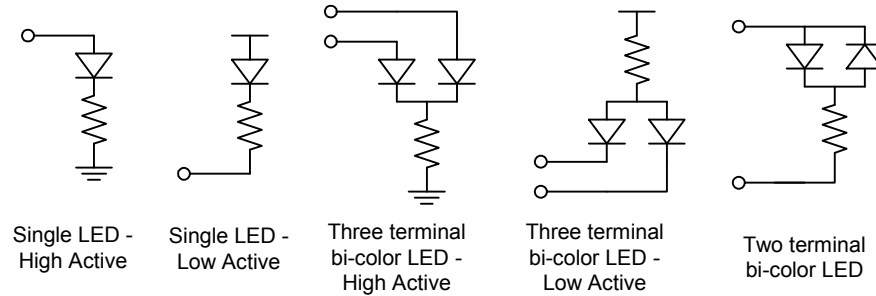 Single LED -
High Active
Single LED -
Low Active
Three terminal
bi-color LED -
High Active
Three terminal
bi-color LED -
Low Active
Two terminal
bi-color LED